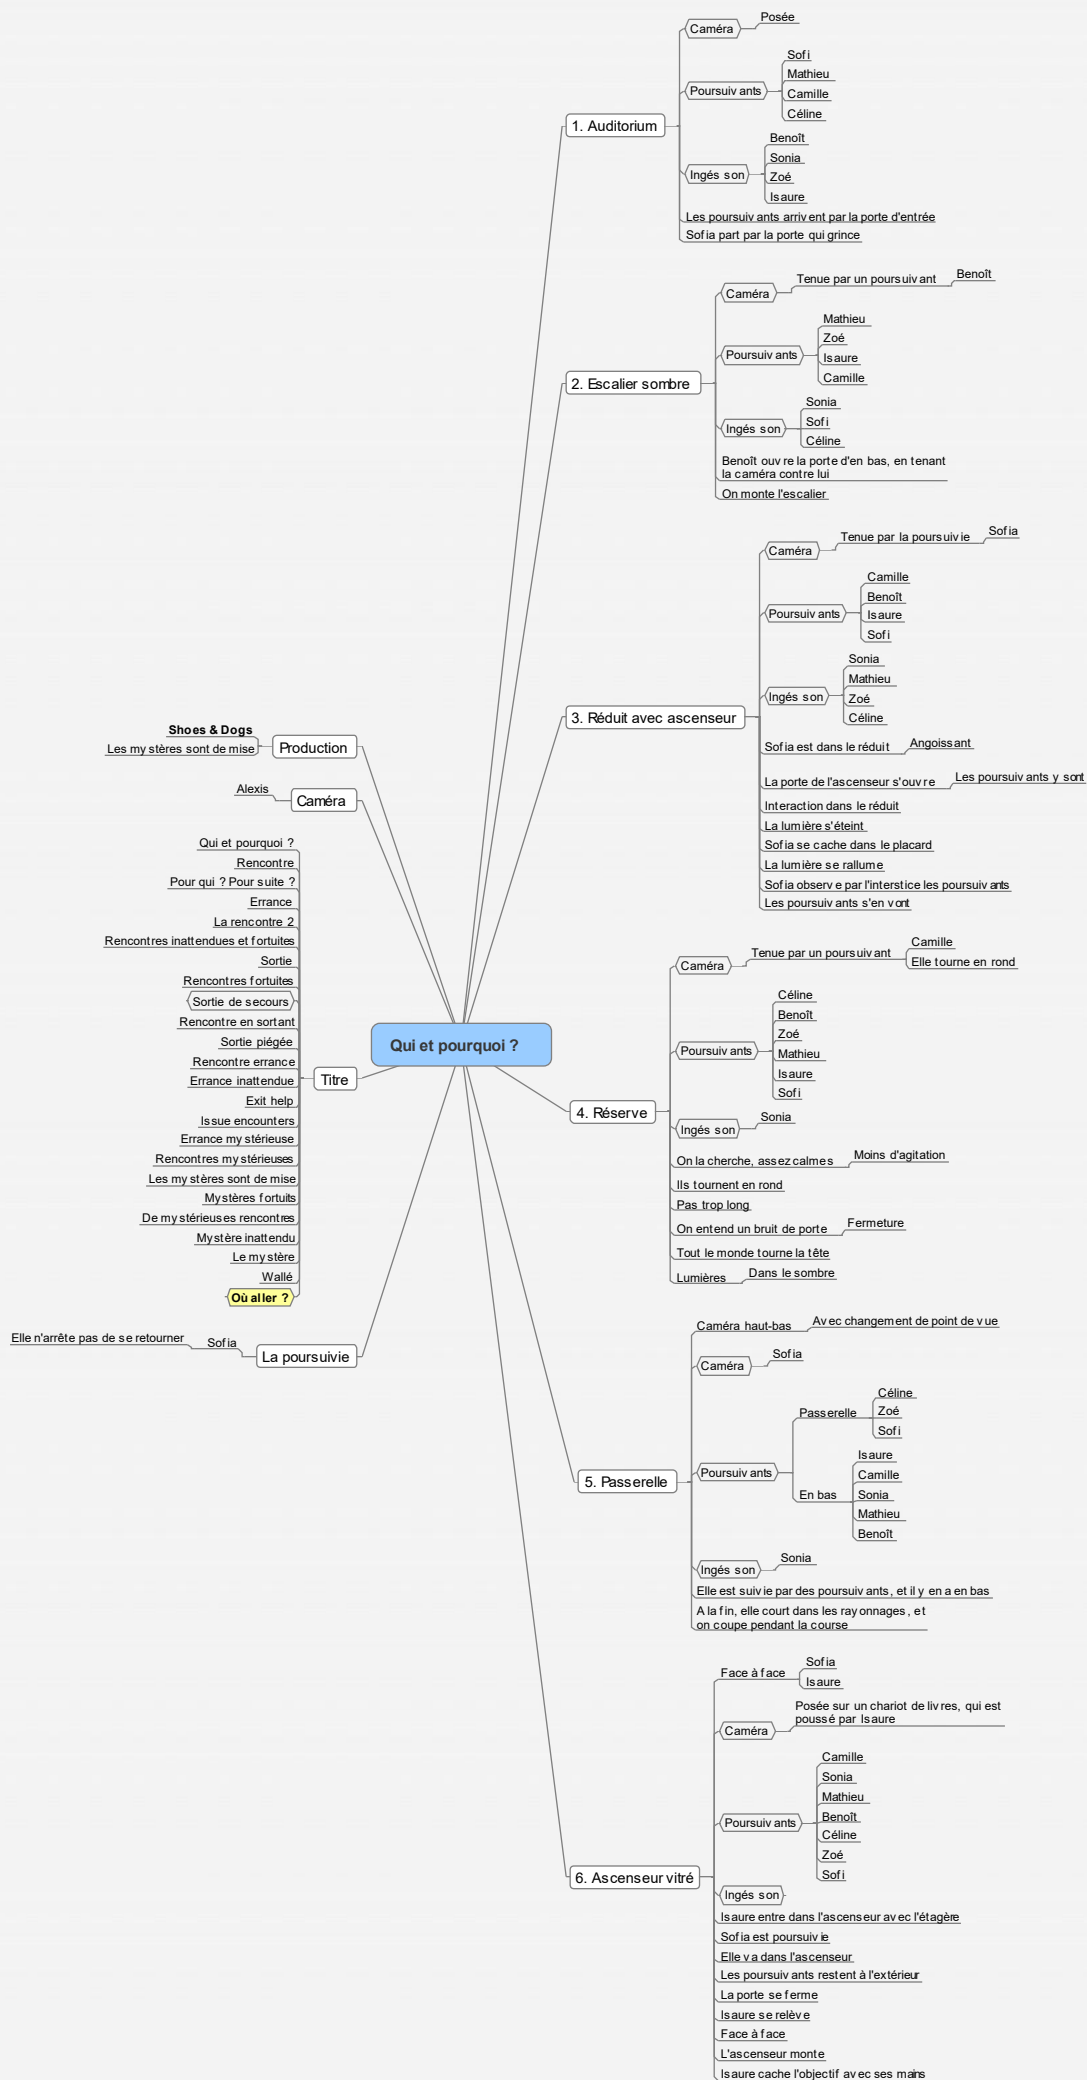 Qui et pourquoi ?
1. Auditorium
Caméra
Posée
Poursuivants
Sofi
Mathieu
Camille
Céline
Ingés son
Benoît
Sonia
Zoé
Isaure
Les poursuivants arrivent par la porte d'entrée
Sofia part par la porte qui grince
2. Escalier sombre
Caméra
Tenue par un poursuivant
Benoît
Poursuivants
Mathieu
Zoé
Isaure
Camille
Ingés son
Sonia
Sofi
Céline
Benoît ouvre la porte d'en bas, en tenant
la caméra contre lui
On monte l'escalier
3. Réduit avec ascenseur
Caméra
Tenue par la poursuivie
Sofia
Poursuivants
Camille
Benoît
Isaure
Sofi
Ingés son
Sonia
Mathieu
Zoé
Céline
Sofia est dans le réduit
Angoissant
La porte de l'ascenseur s'ouvre
Les poursuivants y sont
Interaction dans le réduit
La lumière s'éteint
Sofia se cache dans le placard
La lumière se rallume
Sofia observe par l'interstice les poursuivants
Les poursuivants s'en vont
4. Réserve
Caméra
Tenue par un poursuivant
Camille
Elle tourne en rond
Poursuivants
Céline
Benoît
Zoé
Mathieu
Isaure
Sofi
Ingés son
Sonia
On la cherche, assez calmes
Moins d'agitation
Ils tournent en rond
Pas trop long
On entend un bruit de porte
Fermeture
Tout le monde tourne la tête
Lumières
Dans le sombre
5. Passerelle
Caméra haut-bas
Avec changement de point de vue
Caméra
Sofia
Poursuivants
Passerelle
Céline
Zoé
Sofi
En bas
Isaure
Camille
Sonia
Mathieu
Benoît
Ingés son
Sonia
Elle est suivie par des poursuivants, et il y en a en bas
A la fin, elle court dans les rayonnages, et
on coupe pendant la course
6. Ascenseur vitré
Face à face
Sofia
Isaure
Caméra
Posée sur un chariot de livres, qui est
poussé par Isaure
Poursuivants
Camille
Sonia
Mathieu
Benoît
Céline
Zoé
Sofi
Ingés son
Isaure entre dans l'ascenseur avec l'étagère
Sofia est poursuivie
Elle va dans l'ascenseur
Les poursuivants restent à l'extérieur
La porte se ferme
Isaure se relève
Face à face
L'ascenseur monte
Isaure cache l'objectif avec ses mains
Production
Shoes & Dogs
Les mystères sont de mise
Caméra
Alexis
Titre
Qui et pourquoi ?
Rencontre
Pour qui ? Pour suite ?
Errance
La rencontre 2
Rencontres inattendues et fortuites
Sortie
Rencontres fortuites
Sortie de secours
Rencontre en sortant
Sortie piégée
Rencontre errance
Errance inattendue
Exit help
Issue encounters
Errance mystérieuse
Rencontres mystérieuses
Les mystères sont de mise
Mystères fortuits
De mystérieuses rencontres
Mystère inattendu
Le mystère
Wallé
Où aller ?
La poursuivie
Sofia
Elle n'arrête pas de se retourner